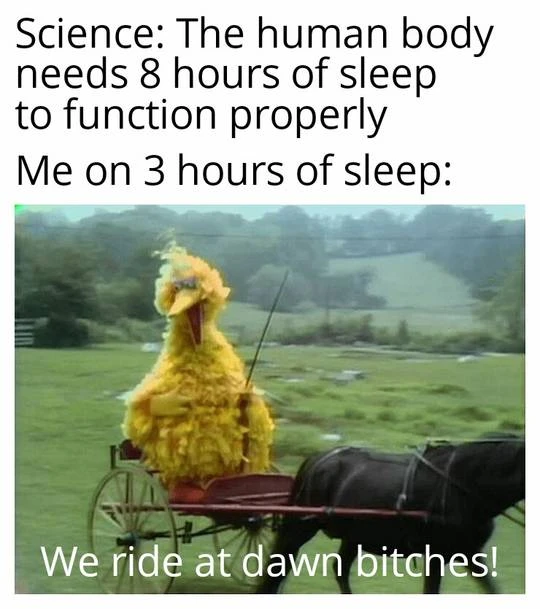 Science: The human body
needs 8 hours of sleep
to function properly
Me on 3 hours of sleep:
We ride at dawn bitches!